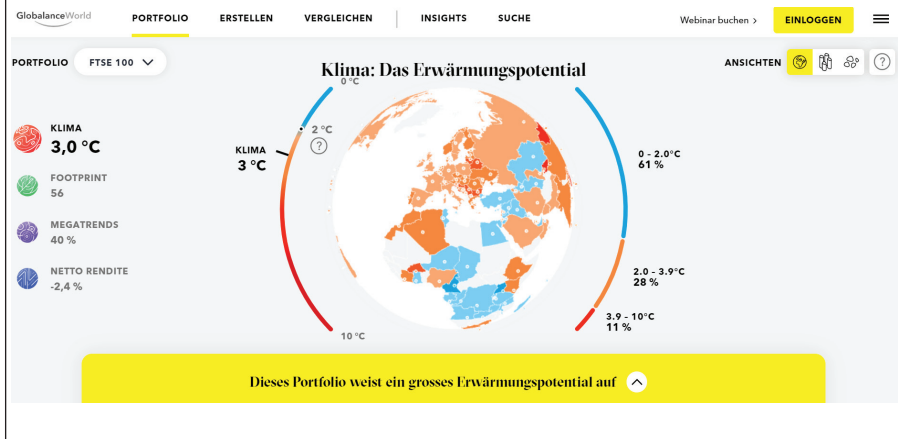 GlobalanceWorld
PORTFOLIO
ERSTELLEN
VERGLEICHEN
INSIGHTS
SUCHE
Webinar buchen >
EINLOGGEN
PORTFOLIO
FTSE 100
Klima: Das Erwärmungspotential
ANSICHTEN
?
KLIMA
3,0 °C
FOOTPRINT
56
MEGATRENDS
40 %
NETTO RENDITE
-2,4 %
0 °C
2 °C
?
KLIMA
3 °C
10 °C
0 - 2.0°C
61 %
2.0 - 3.9°C
28 %
3.9 - 10°C
11 %
Dieses Portfolio weist ein grosses Erwärmungspotential auf